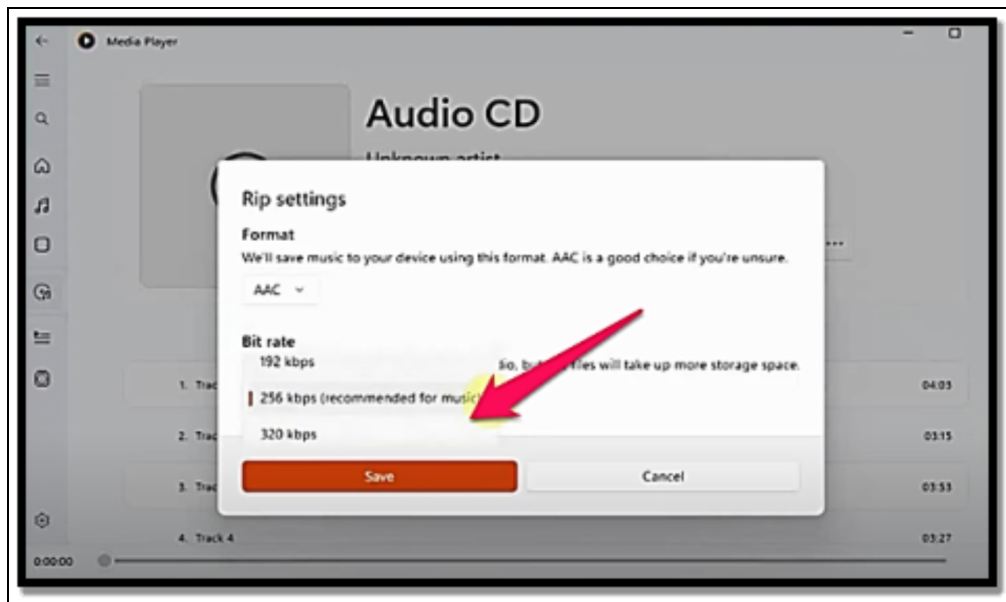 Media Player
Audio CD
Unknown artist
Rip settings
Format
We'll save music to your device using this format. AAC is a good choice if you're unsure.
AAC
Bit rate
192 kbps
files will take up more storage space.
256 kbps (recommended for music)
320 kbps
1. 04:03
2. 03:15
3. 03:53
Save Cancel
4. Track 4 03:27
0:00:00